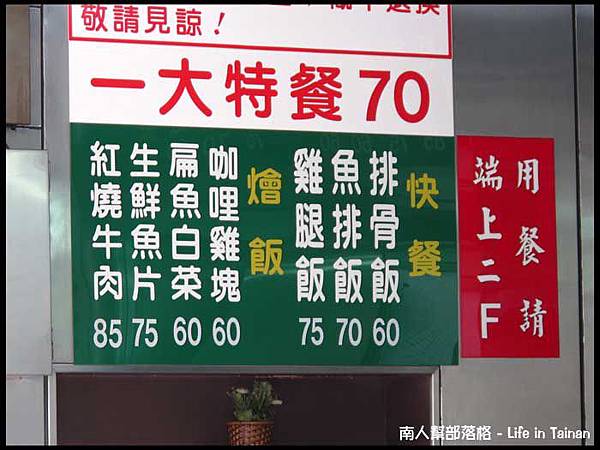 敬請見諒！
一大特餐70
快餐
排骨飯 60
魚排飯 70
雞腿飯 75
燴飯
咖哩雞塊 60
扁魚白菜 60
生鮮魚片 75
紅燒牛肉 85
用餐請
端上二F
南人幫部落格 - Life in Tainan